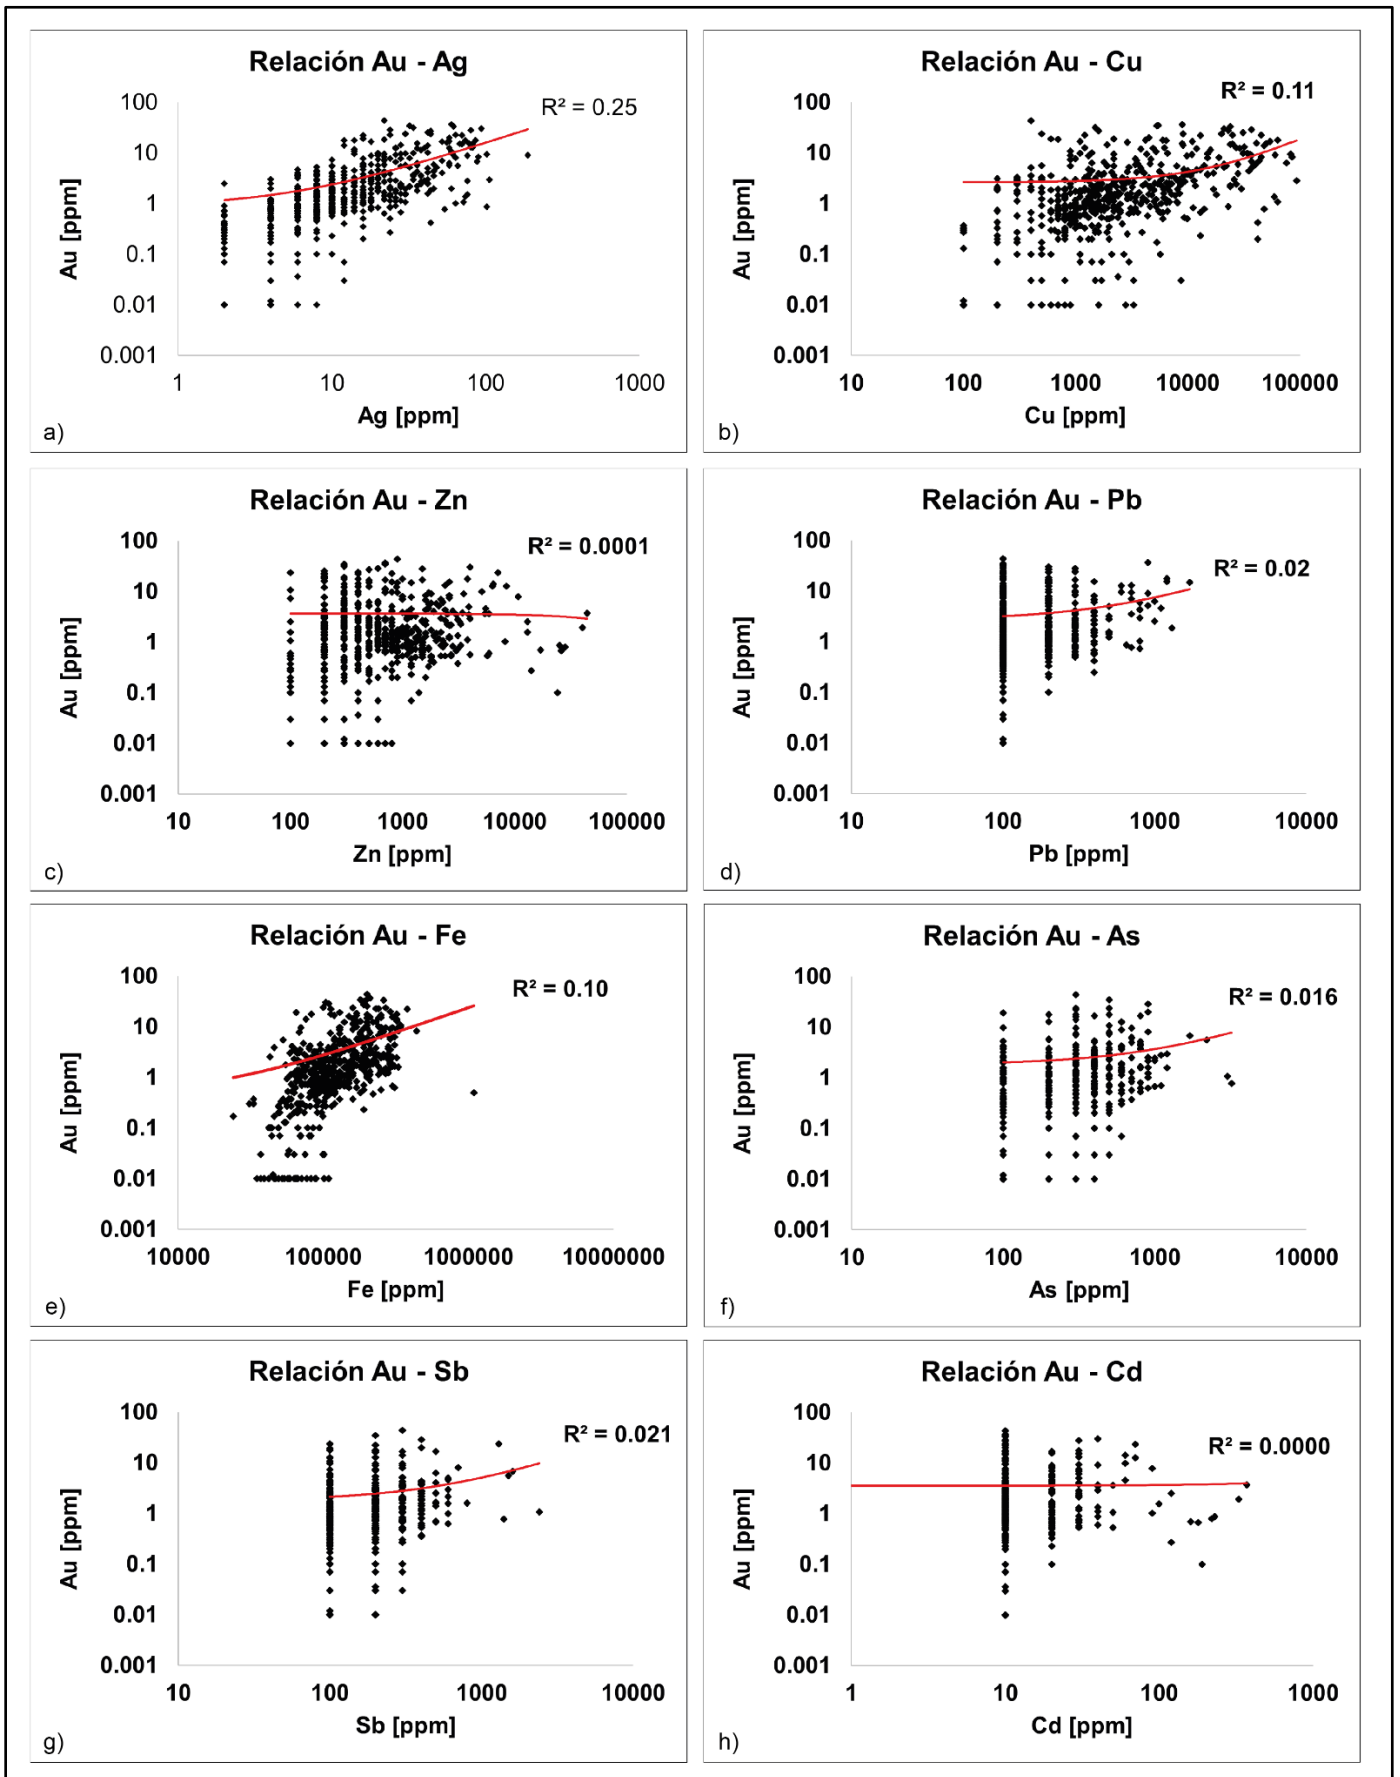 Relación Au - Ag
R² = 0.25
100
10
1
0.1
0.01
0.001
Au [ppm]
1 10 100 1000
Ag [ppm]
a)
Relación Au - Cu
R² = 0.11
100
10
1
0.1
0.01
0.001
Au [ppm]
10 100 1000 10000 100000
Cu [ppm]
b)
Relación Au - Zn
R² = 0.0001
100
10
1
0.1
0.01
0.001
Au [ppm]
10 100 1000 10000 100000
Zn [ppm]
c)
Relación Au - Pb
R² = 0.02
100
10
1
0.1
0.01
0.001
Au [ppm]
10 100 1000 10000
Pb [ppm]
d)
Relación Au - Fe
R² = 0.10
100
10
1
0.1
0.01
0.001
Au [ppm]
10000 100000 1000000 10000000
Fe [ppm]
e)
Relación Au - As
R² = 0.016
100
10
1
0.1
0.01
0.001
Au [ppm]
10 100 1000 10000
As [ppm]
f)
Relación Au - Sb
R² = 0.021
100
10
1
0.1
0.01
0.001
Au [ppm]
10 100 1000 10000
Sb [ppm]
g)
Relación Au - Cd
R² = 0.0000
100
10
1
0.1
0.01
0.001
Au [ppm]
1 10 100 1000
Cd [ppm]
h)